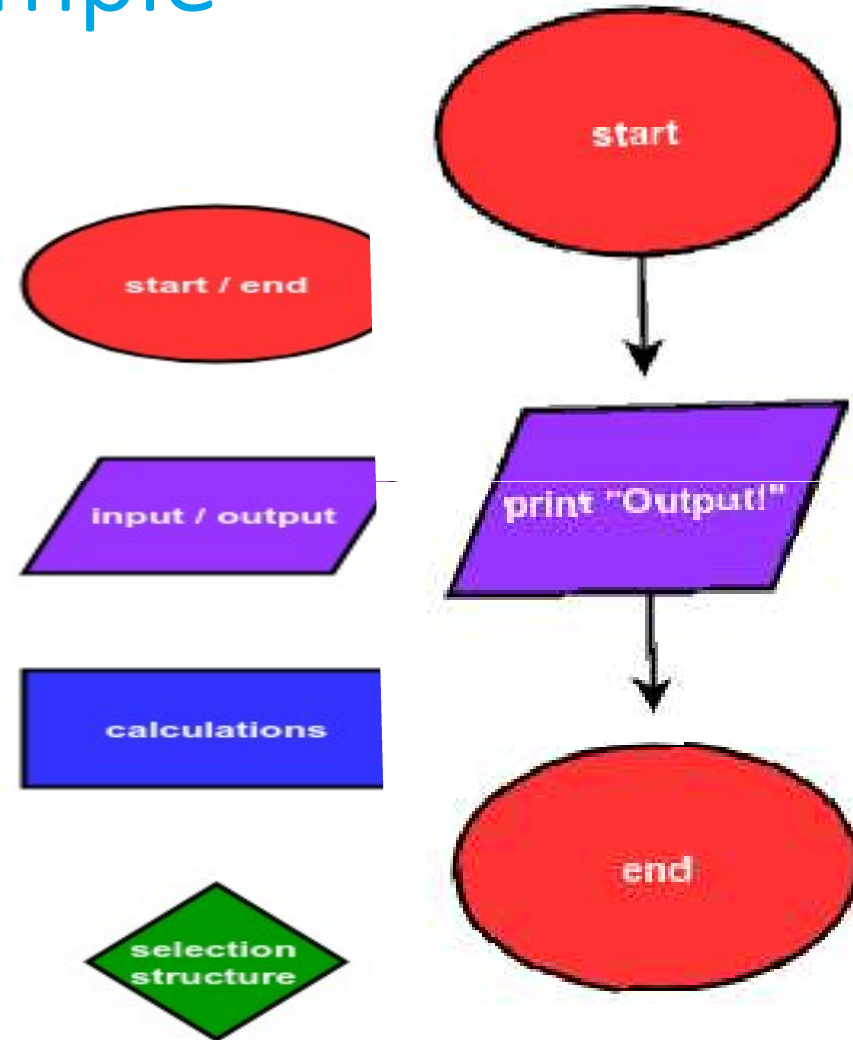 start / end
input / output
calculations
selection
structure
start
print "Output!"
end